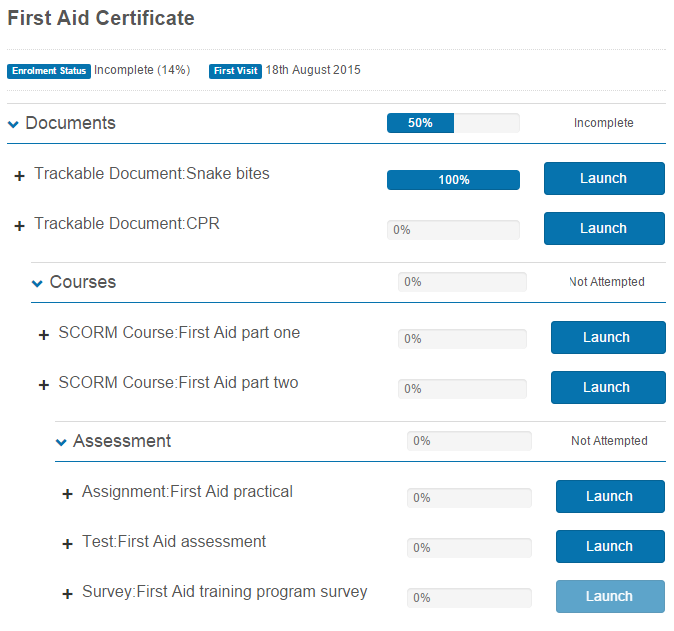 First Aid Certificate
Enrolment Status Incomplete (14%) First Visit 18th August 2015
Documents 50% Incomplete
Trackable Document:Snake bites 100% Launch
Trackable Document:CPR 0% Launch
Courses 0% Not Attempted
SCORM Course:First Aid part one 0% Launch
SCORM Course:First Aid part two 0% Launch
Assessment 0% Not Attempted
Assignment:First Aid practical 0% Launch
Test:First Aid assessment 0% Launch
Survey:First Aid training program survey 0% Launch